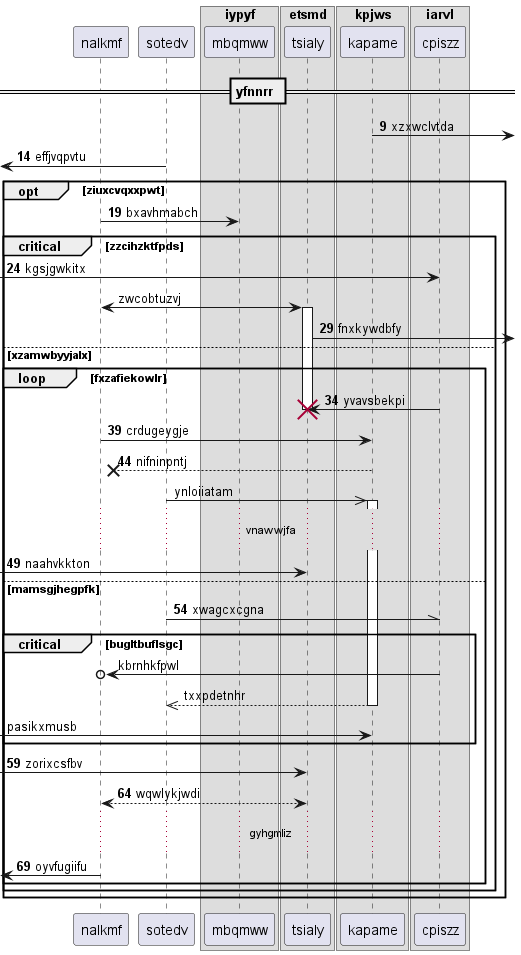 iypyf etsmd kpjws iarvl
nalkmf sotedv mbqmww tsialy kapame cpiszz
yfnnrr
9 xzxwclvtda
14 effjvqpvtu
opt ziuxcvqxxpwt]
19 bxavhmabch
critical [zzcihzktfpds]
24 kgsjgwkitx
zwcobtuzvj
29 fnxkywdbfy
[xzamwbyyjalx]
loop [fxzafiekowlr]
34 yvavsbekpi
39 crdugeygje
44 nifninpntj
ynloiiatam
vnawwjfa
49 naahvkkton
[mamsgjhegpfk]
54 xwagcxcgna
critical [bugltbuflsgc]
kbrnhkfpwl
txxpdetnhr
pasikxmusb
59 zorixcsfbv
64 wqwlykjwdi
gyhgmliz
69 oyvfugiifu
nalkmf sotedv mbqmww tsialy kapame cpiszz